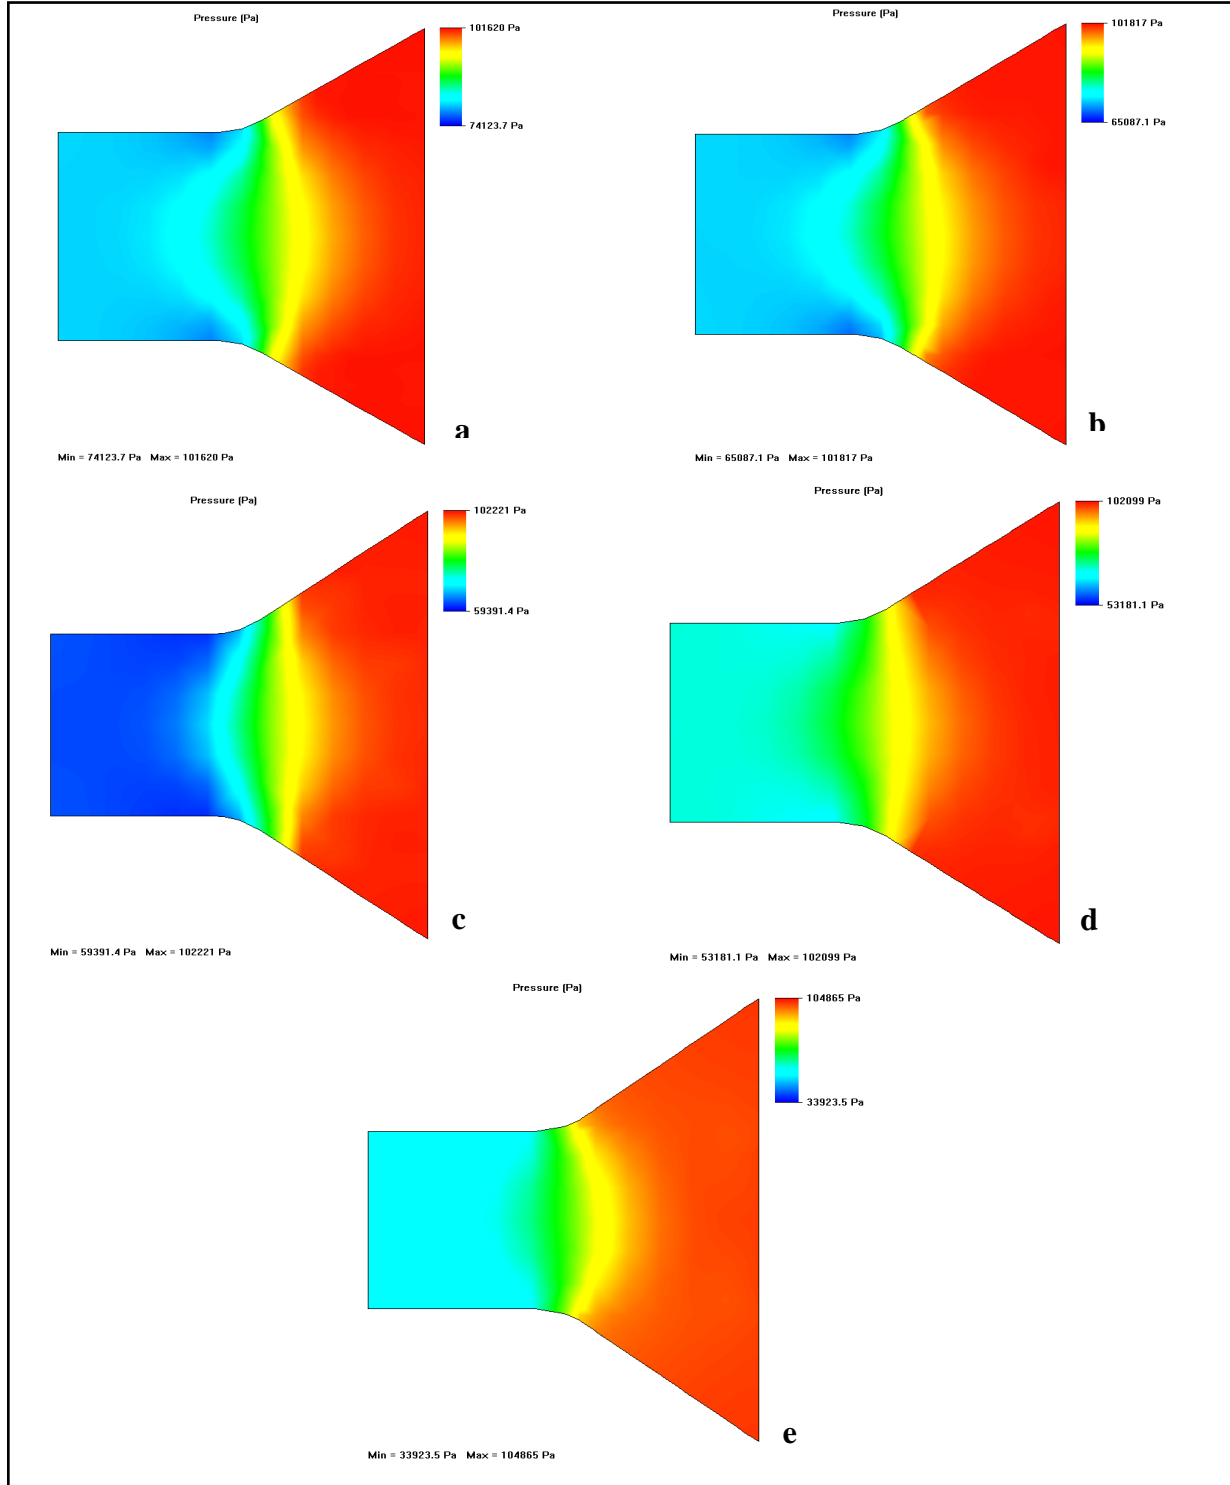 Pressure (Pa)
101620 Pa
74123.7 Pa
a
Min = 74123.7 Pa Max = 101620 Pa
Pressure (Pa)
101817 Pa
65087.1 Pa
b
Min = 65087.1 Pa Max = 101817 Pa
Pressure (Pa)
102221 Pa
59391.4 Pa
c
Min = 59391.4 Pa Max = 102221 Pa
Pressure (Pa)
102099 Pa
53181.1 Pa
d
Min = 53181.1 Pa Max = 102099 Pa
Pressure (Pa)
104865 Pa
33923.5 Pa
e
Min = 33923.5 Pa Max = 104865 Pa